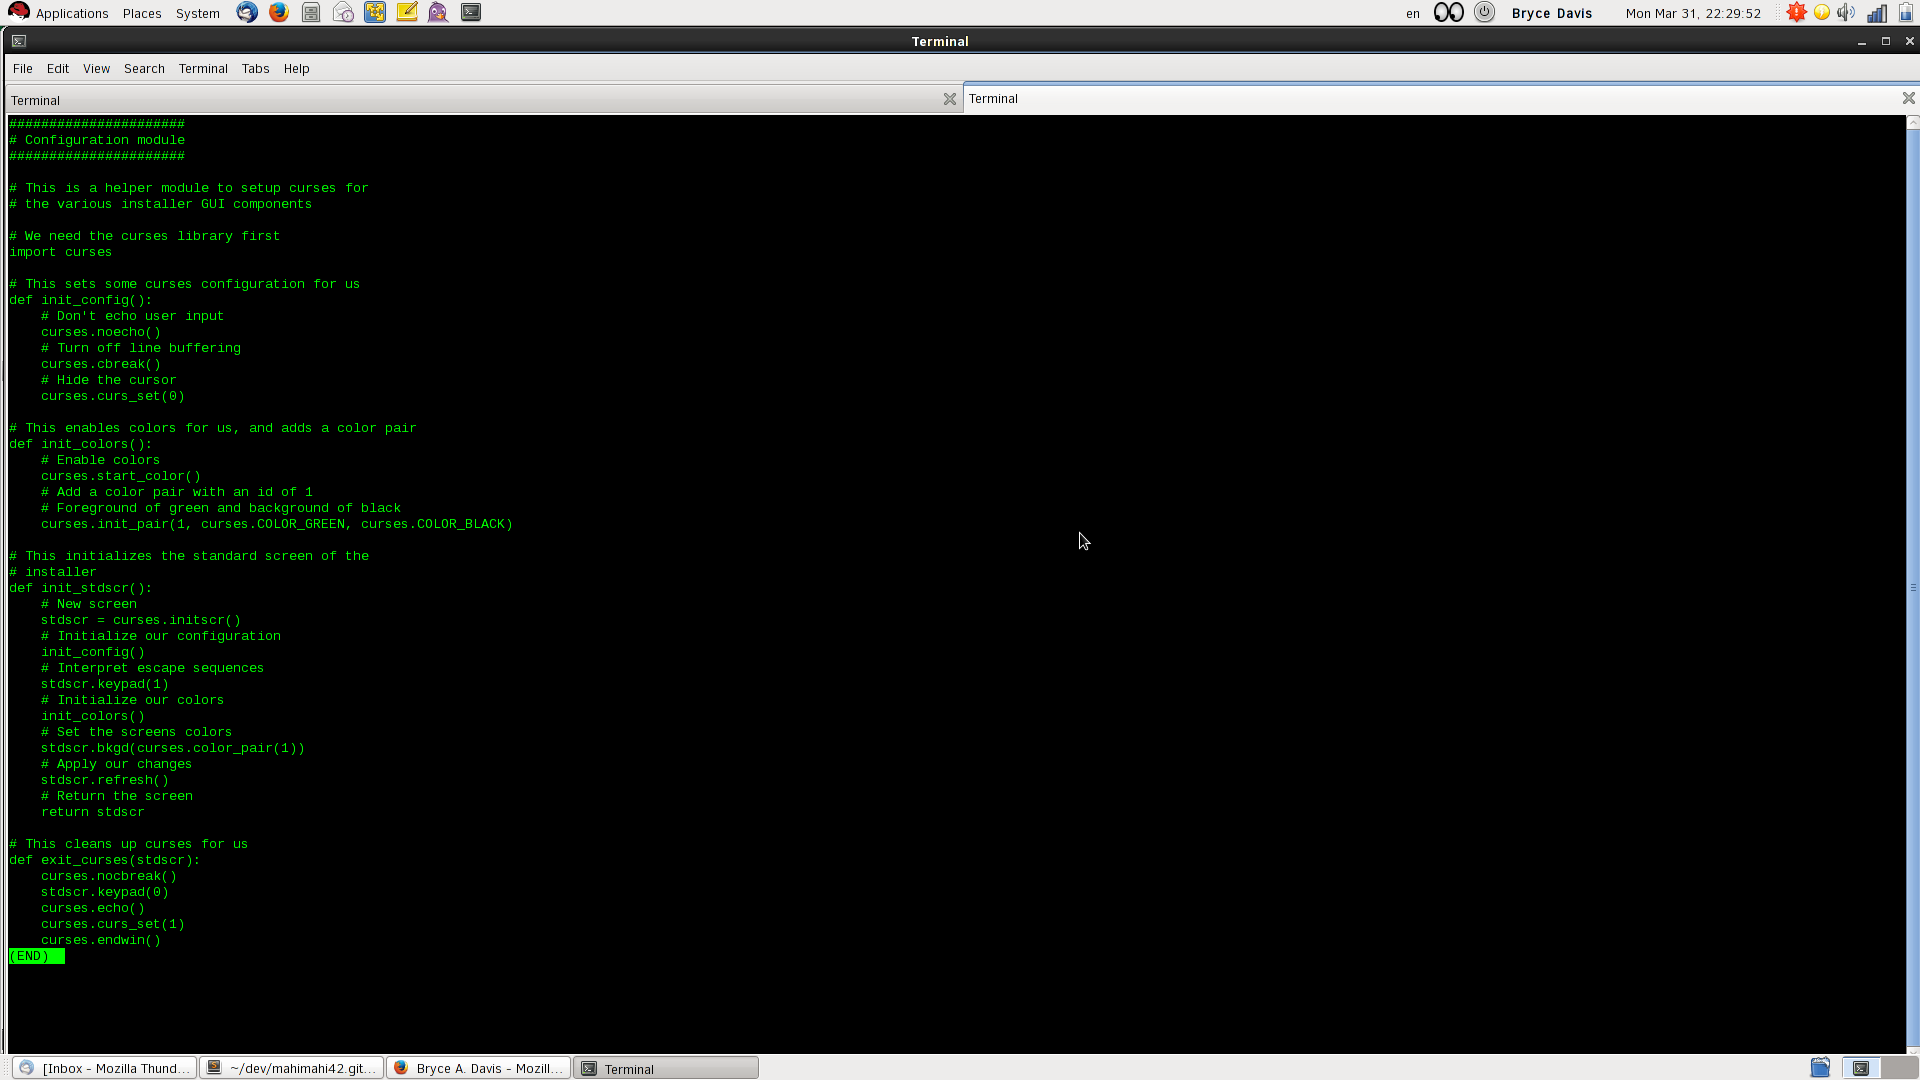 Applications Places System en Bryce Davis Mon Mar 31, 22:29:52
Terminal
File Edit View Search Terminal Tabs Help
Terminal Terminal
######################
# Configuration module
######################

# This is a helper module to setup curses for
# the various installer GUI components

# We need the curses library first
import curses

# This sets some curses configuration for us
def init_config():
    # Don't echo user input
    curses.noecho()
    # Turn off line buffering
    curses.cbreak()
    # Hide the cursor
    curses.curs_set(0)

# This enables colors for us, and adds a color pair
def init_colors():
    # Enable colors
    curses.start_color()
    # Add a color pair with an id of 1
    # Foreground of green and background of black
    curses.init_pair(1, curses.COLOR_GREEN, curses.COLOR_BLACK)

# This initializes the standard screen of the
# installer
def init_stdscr():
    # New screen
    stdscr = curses.initscr()
    # Initialize our configuration
    init_config()
    # Interpret escape sequences
    stdscr.keypad(1)
    # Initialize our colors
    init_colors()
    # Set the screens colors
    stdscr.bkgd(curses.color_pair(1))
    # Apply our changes
    stdscr.refresh()
    # Return the screen
    return stdscr

# This cleans up curses for us
def exit_curses(stdscr):
    curses.nocbreak()
    stdscr.keypad(0)
    curses.echo()
    curses.curs_set(1)
    curses.endwin()
(END)
[Inbox - Mozilla Thund... ~/dev/mahimahi42.git... Bryce A. Davis - Mozill... Terminal